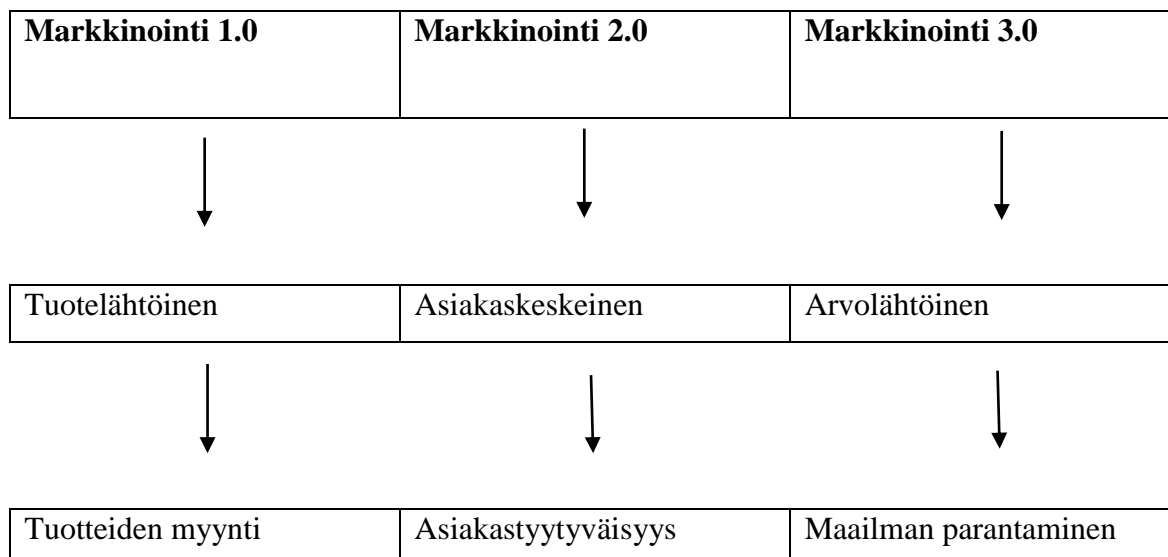 Markkinointi 1.0 Markkinointi 2.0 Markkinointi 3.0
Tuotelähtöinen Asiakaskeskeinen Arvolähtöinen
Tuotteiden myynti Asiakastyytyväisyys Maailman parantaminen